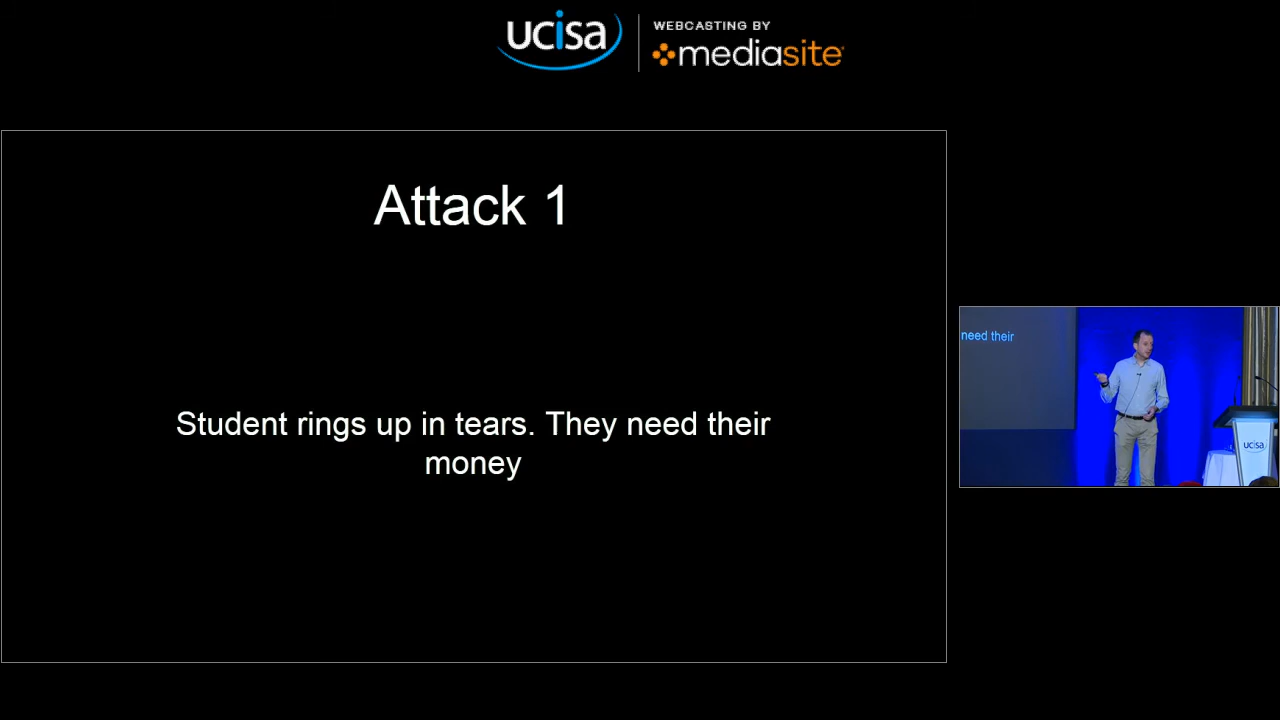 ucisa
WEBCASTING BY
mediasite
Attack 1
Student rings up in tears. They need their
money
need their
ucisa